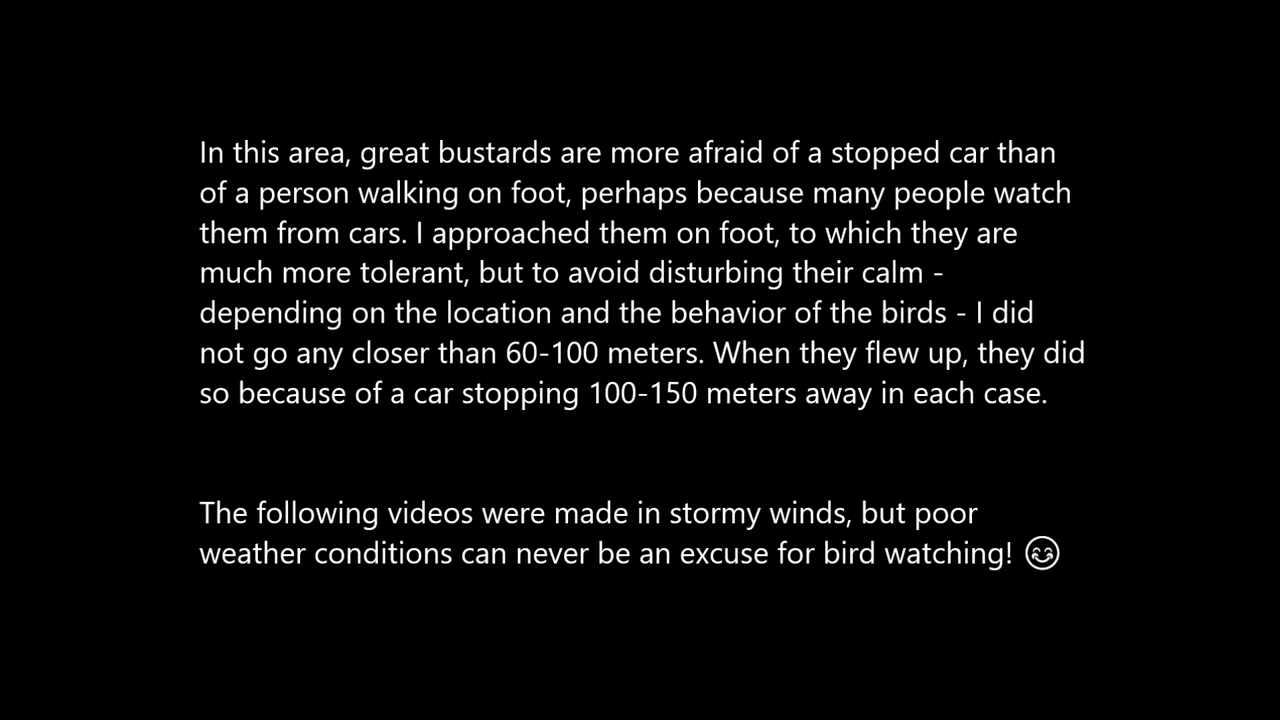 In this area, great bustards are more afraid of a stopped car than
of a person walking on foot, perhaps because many people watch
them from cars. I approached them on foot, to which they are
much more tolerant, but to avoid disturbing their calm -
depending on the location and the behavior of the birds - I did
not go any closer than 60-100 meters. When they flew up, they did
so because of a car stopping 100-150 meters away in each case.
The following videos were made in stormy winds, but poor
weather conditions can never be an excuse for bird watching! 😊